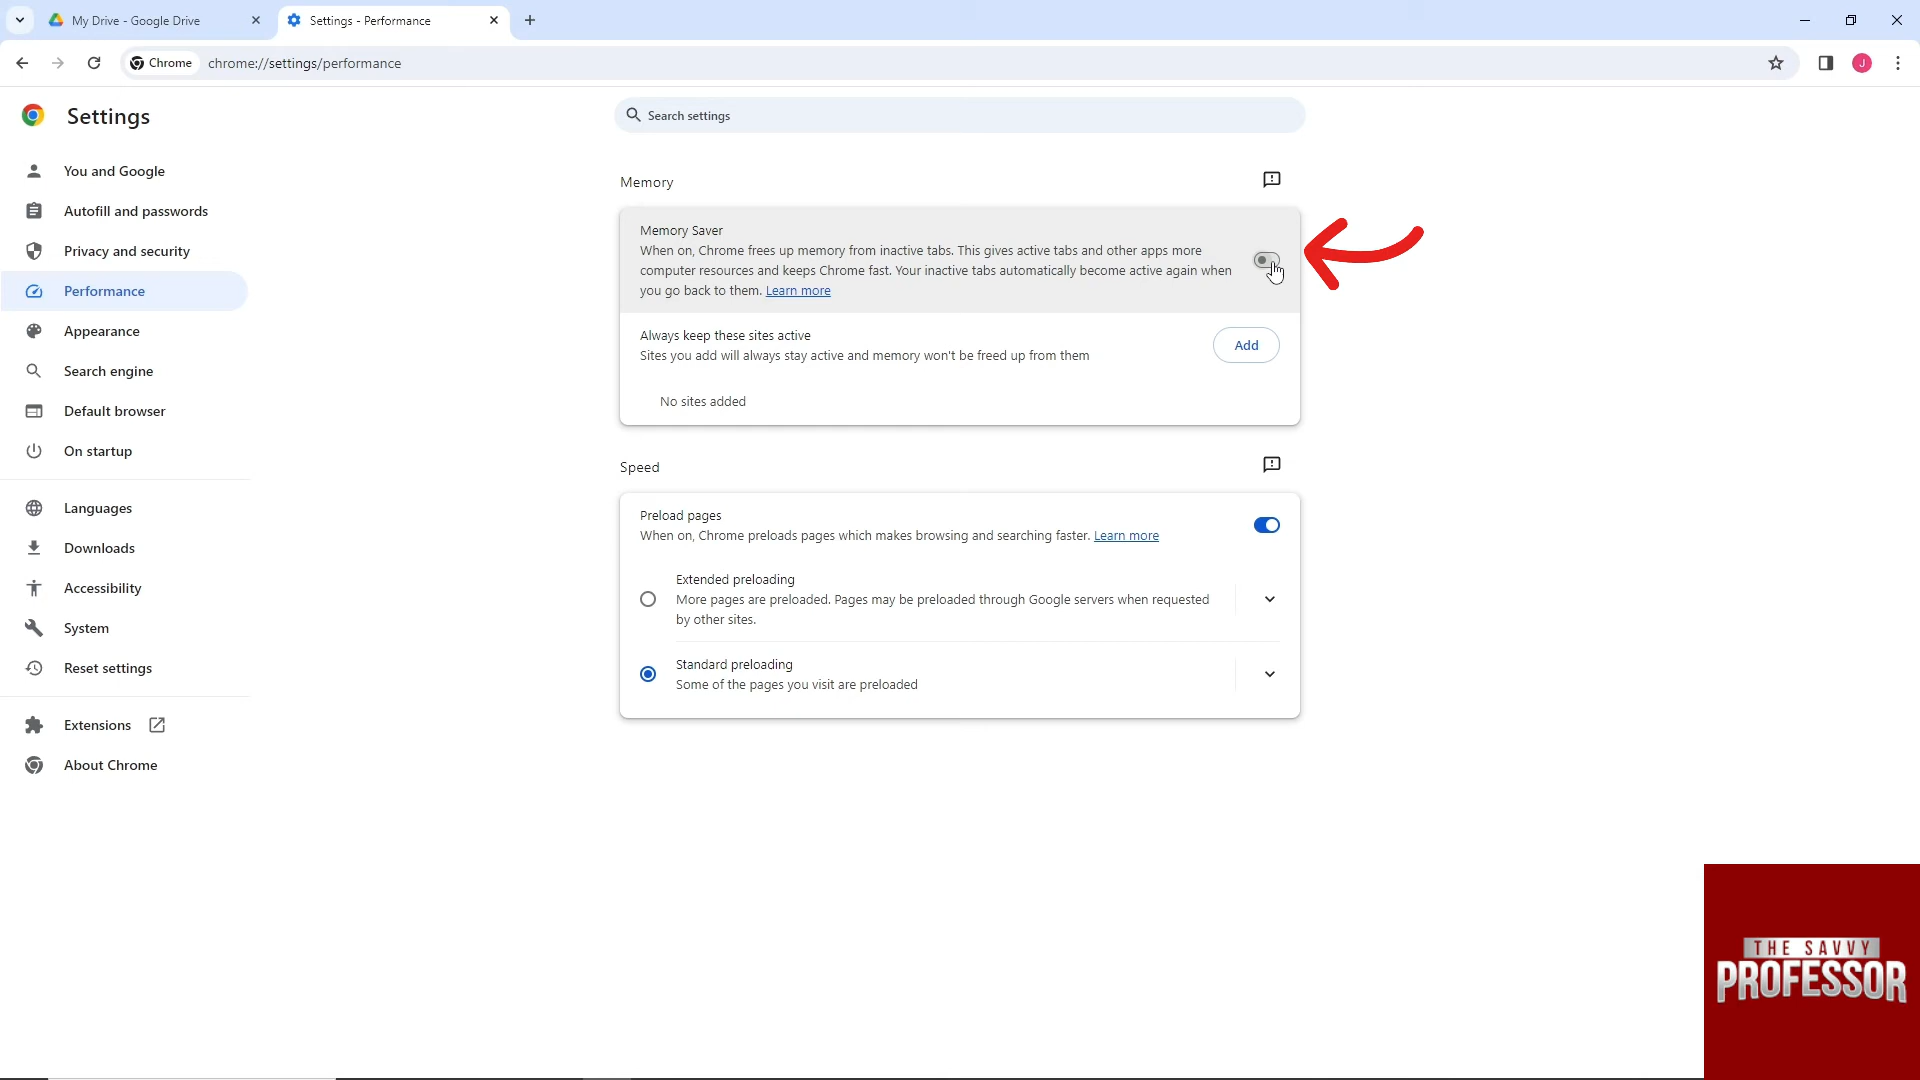 My Drive - Google Drive
Settings - Performance
Chrome
chrome://settings/performance
Settings
Search settings
You and Google
Autofill and passwords
Privacy and security
Performance
Appearance
Search engine
Default browser
On startup
Languages
Downloads
Accessibility
System
Reset settings
Extensions
About Chrome
Memory
Memory Saver
When on, Chrome frees up memory from inactive tabs. This gives active tabs and other apps more
computer resources and keeps Chrome fast. Your inactive tabs automatically become active again when
you go back to them. Learn more
Always keep these sites active
Sites you add will always stay active and memory won't be freed up from them
Add
No sites added
Speed
Preload pages
When on, Chrome preloads pages which makes browsing and searching faster. Learn more
Extended preloading
More pages are preloaded. Pages may be preloaded through Google servers when requested
by other sites.
Standard preloading
Some of the pages you visit are preloaded
J
THE SAVVY
PROFESSOR